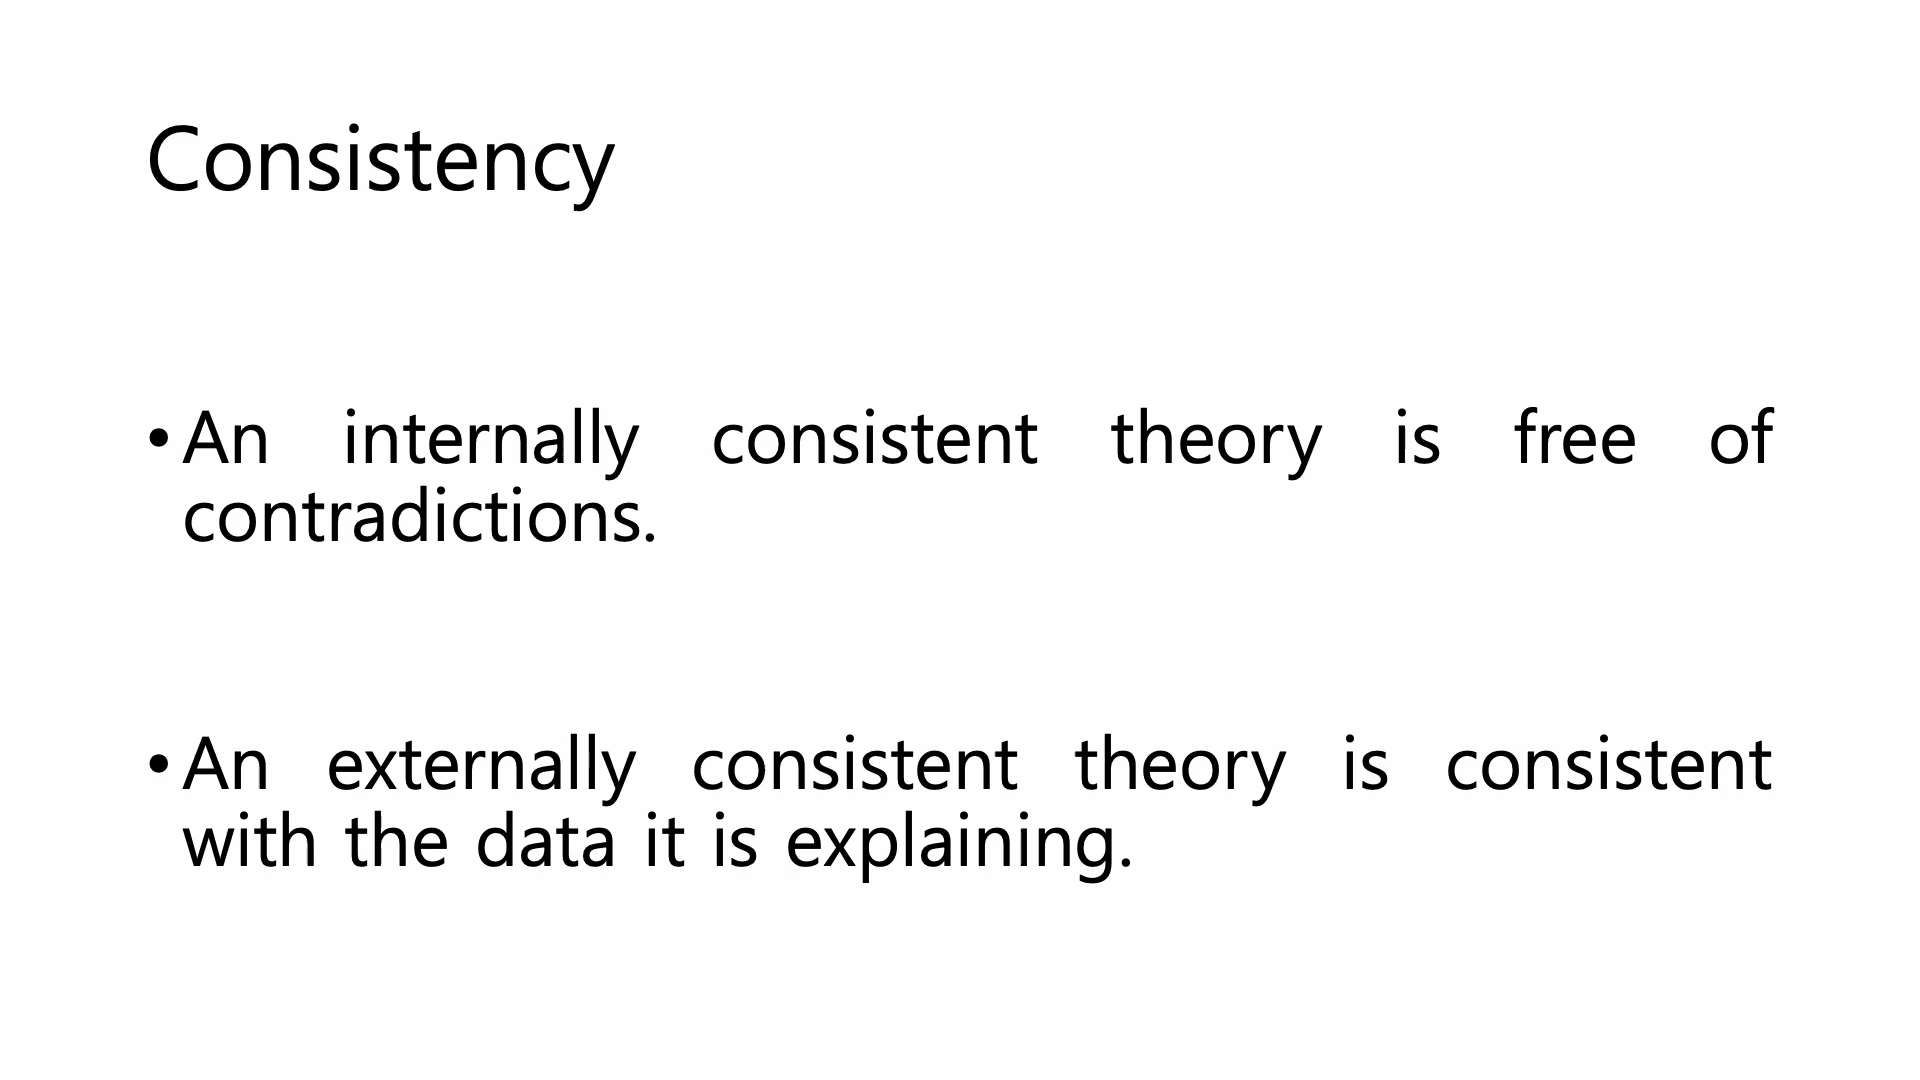 Consistency
•An internally consistent theory is free of
contradictions.
•An externally consistent theory is consistent
with the data it is explaining.